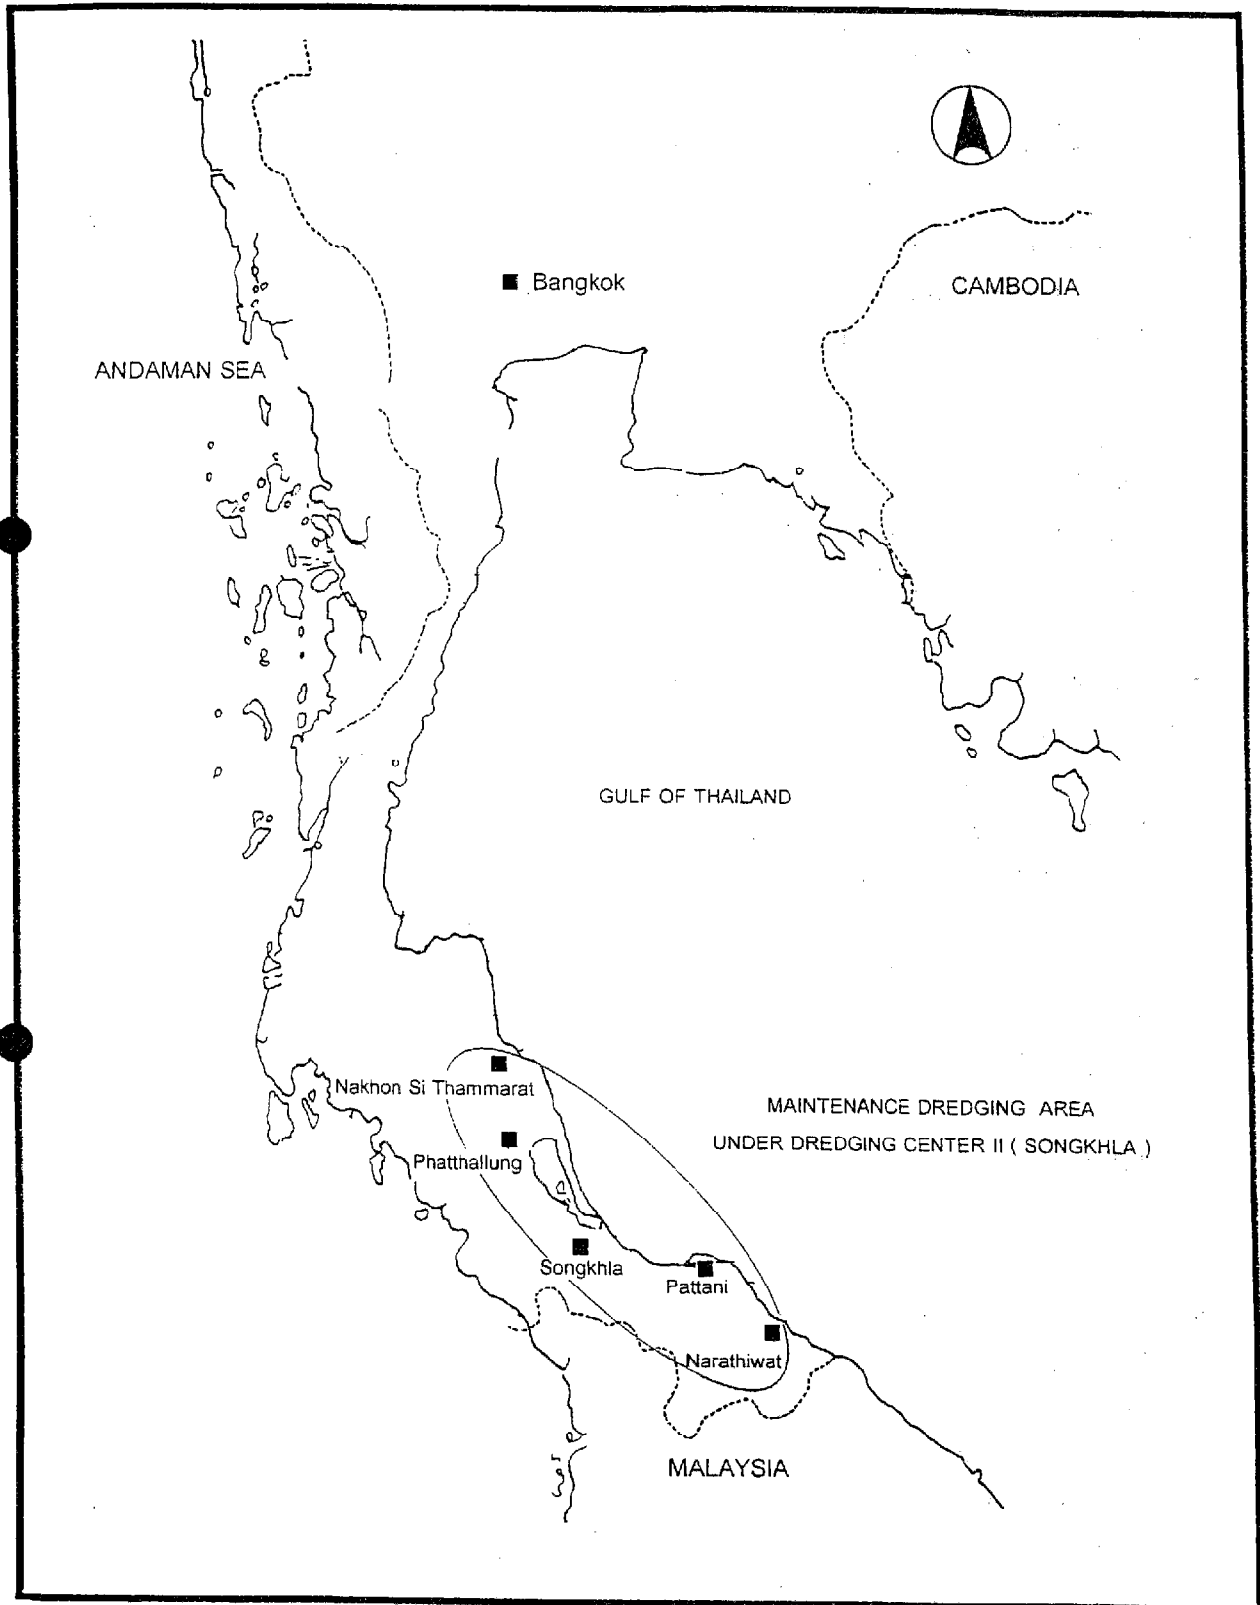 Bangkok
CAMBODIA
ANDAMAN SEA
GULF OF THAILAND
Nakhon Si Thammarat
MAINTENANCE DREDGING AREA
UNDER DREDGING CENTER II ( SONGKHLA )
Phatthallung
Songkhla
Pattani
Narathiwat
MALAYSIA